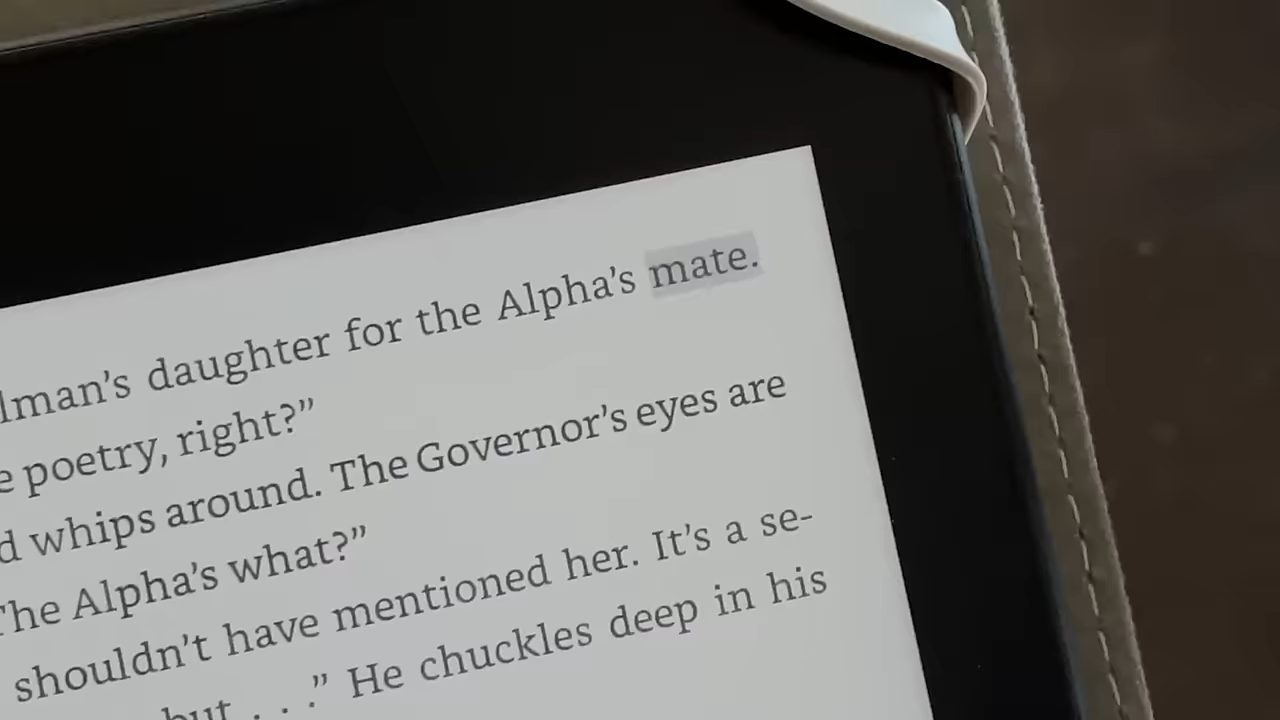 lman's daughter for the Alpha's mate.
e poetry, right?”
d whips around. The Governor's eyes are
The Alpha's what?”
shouldn't have mentioned her. It's a se-
but . . .” He chuckles deep in his